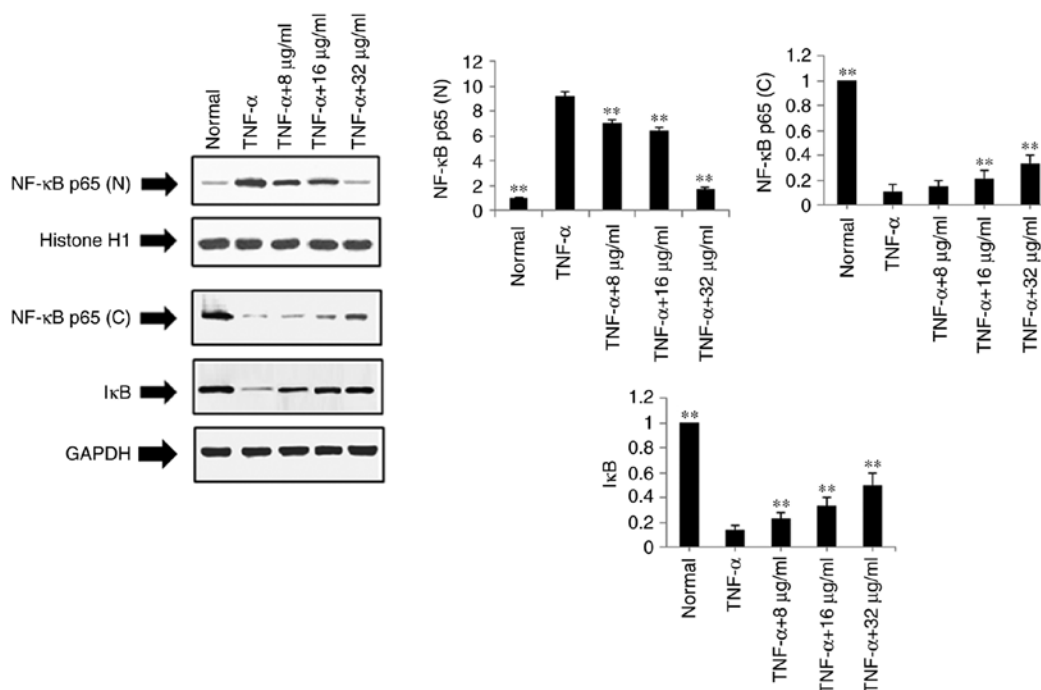 Normal
TNF-α
TNF-α+8 μg/ml
TNF-α+16 μg/ml
TNF-α+32 μg/ml
NF-κB p65 (N)
Histone H1
NF-κB p65 (C)
IκB
GAPDH
NF-κB p65 (N)
12
10
8
6
4
2
0
**
**
**
**
Normal
TNF-α
TNF-α+8 μg/ml
TNF-α+16 μg/ml
TNF-α+32 μg/ml
NF-κB p65 (C)
1.2
1
0.8
0.6
0.4
0.2
0
**
**
**
Normal
TNF-α
TNF-α+8 μg/ml
TNF-α+16 μg/ml
TNF-α+32 μg/ml
IκB
1.2
1
0.8
0.6
0.4
0.2
0
**
**
**
**
Normal
TNF-α
TNF-α+8 μg/ml
TNF-α+16 μg/ml
TNF-α+32 μg/ml